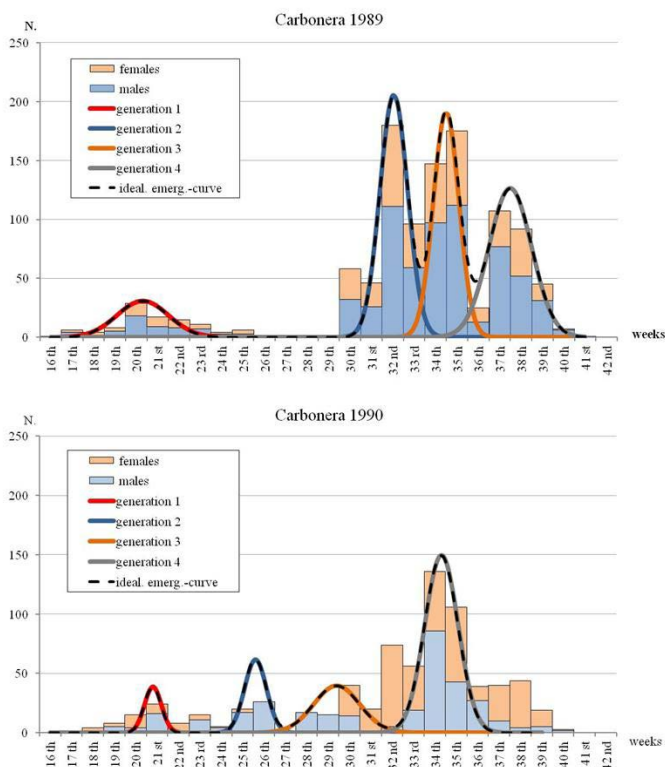 Carbonera 1989
N.
250
200
150
100
50
0
females
males
generation 1
generation 2
generation 3
generation 4
ideal. emerg.-curve
16 th
17 th
18 th
19 th
20 th
21 st
22 nd
23 rd
24 th
25 th
26 th
27 th
28 th
29 th
30 th
31 st
32 nd
33 rd
34 th
35 th
36 th
37 th
38 th
39 th
40 th
41 st
42 nd
weeks
Carbonera 1990
N.
250
200
150
100
50
0
females
males
generation 1
generation 2
generation 3
generation 4
ideal. emerg.-curve
16 th
17 th
18 th
19 th
20 th
21 st
22 nd
23 rd
24 th
25 th
26 th
27 th
28 th
29 th
30 th
31 st
42 nd
33 rd
34 th
35 th
36 th
37 th
38 th
39 th
40 th
41 st
42 nd
weeks